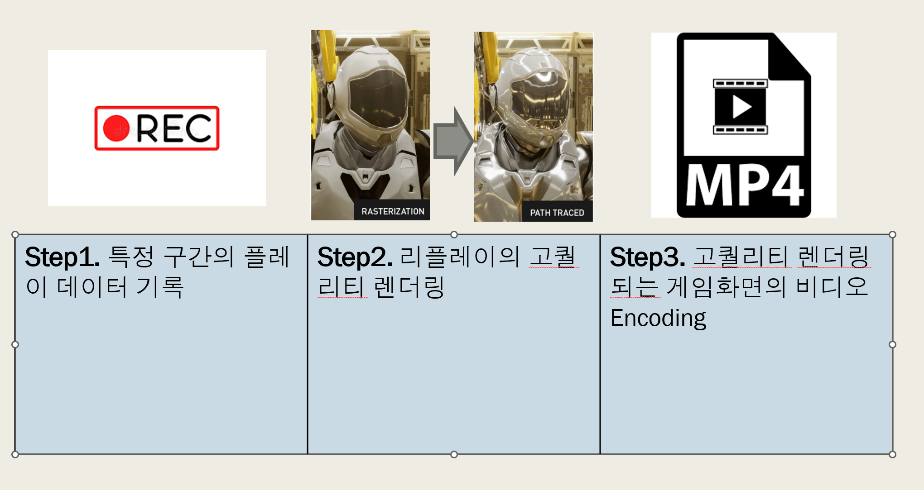 REC
RASTERIZATION
PATH TRACED
MP4
Step1. 특정 구간의 플레
이 데이터 기록
Step2. 리플레이의 고퀄
리티 렌더링
Step3. 고퀄리티 렌더링
되는 게임화면의 비디오
Encoding